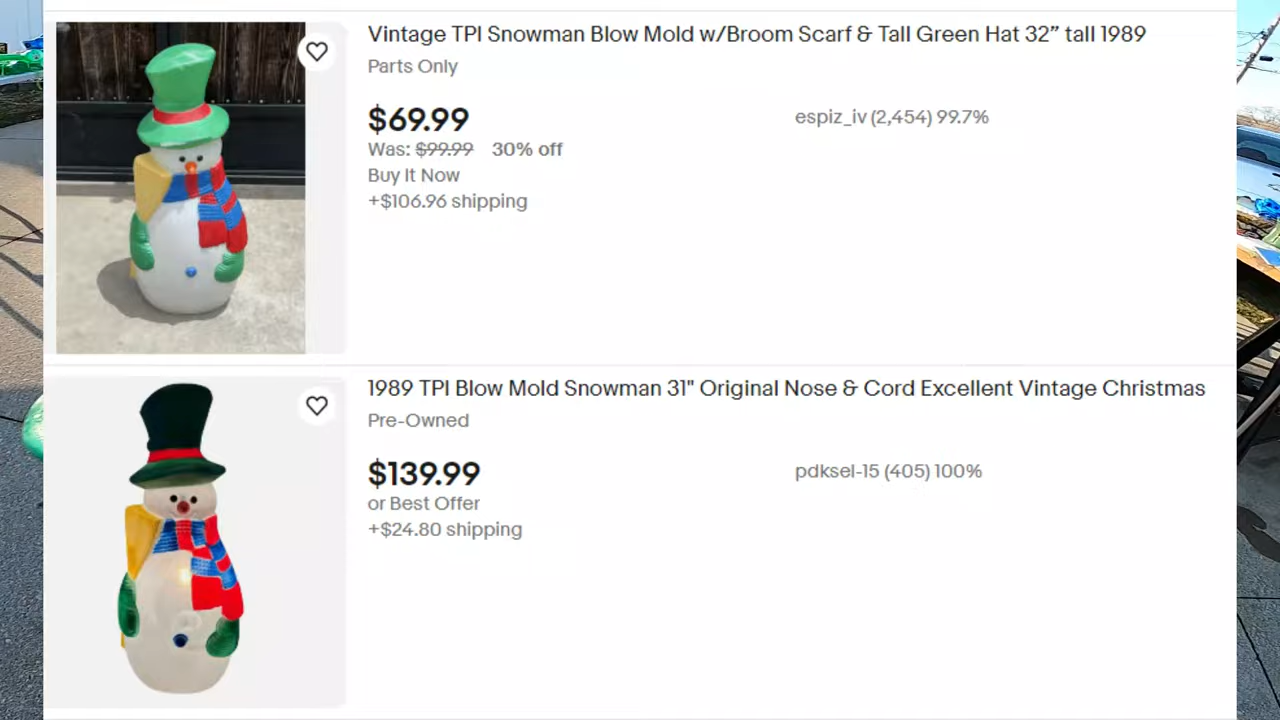 Vintage TPI Snowman Blow Mold w/Broom Scarf & Tall Green Hat 32” tall 1989
Parts Only
$69.99
espiz_iv (2,454) 99.7%
Was: $99.99 30% off
Buy It Now
+$106.96 shipping
1989 TPI Blow Mold Snowman 31" Original Nose & Cord Excellent Vintage Christmas
Pre-Owned
$139.99
pdksel-15 (405) 100%
or Best Offer
+$24.80 shipping